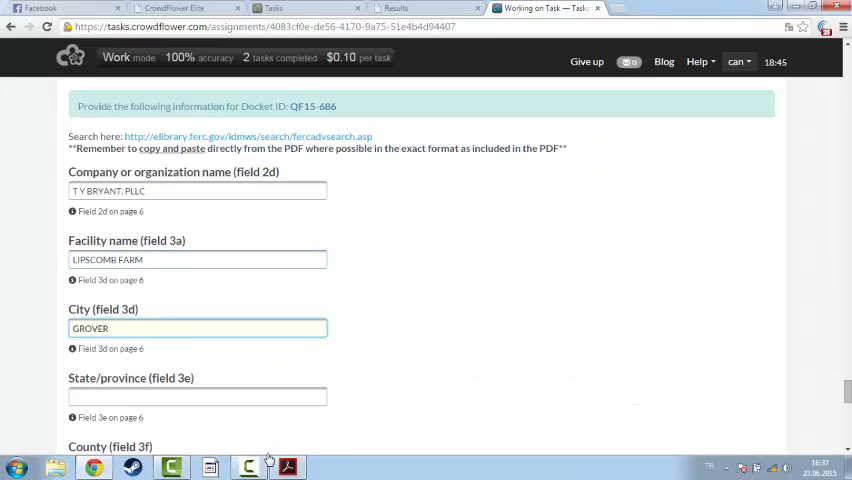 Facebook
CrowdFlower Elite
Tasks
Results
Working on Task — Task
https://tasks.crowdflower.com/assignments/4083cf0e-de56-4170-9a75-51e4b4d94407
Work mode 100% accuracy 2 tasks completed $0.10 per task
Give up 0 Blog Help can 18:45
Provide the following information for Docket ID: QF15-686
Search here: http://elibrary.ferc.gov/idmws/search/fercadvsearch.asp
**Remember to copy and paste directly from the PDF where possible in the exact format as included in the PDF**
Company or organization name (field 2d)
T Y BRYANT, PLLC
Field 2d on page 6
Facility name (field 3a)
LIPSCOMB FARM
Field 3d on page 6
City (field 3d)
GROVER
Field 3d on page 6
State/province (field 3e)
Field 3e on page 6
County (field 3f)
TR
16:37
23.06.2015